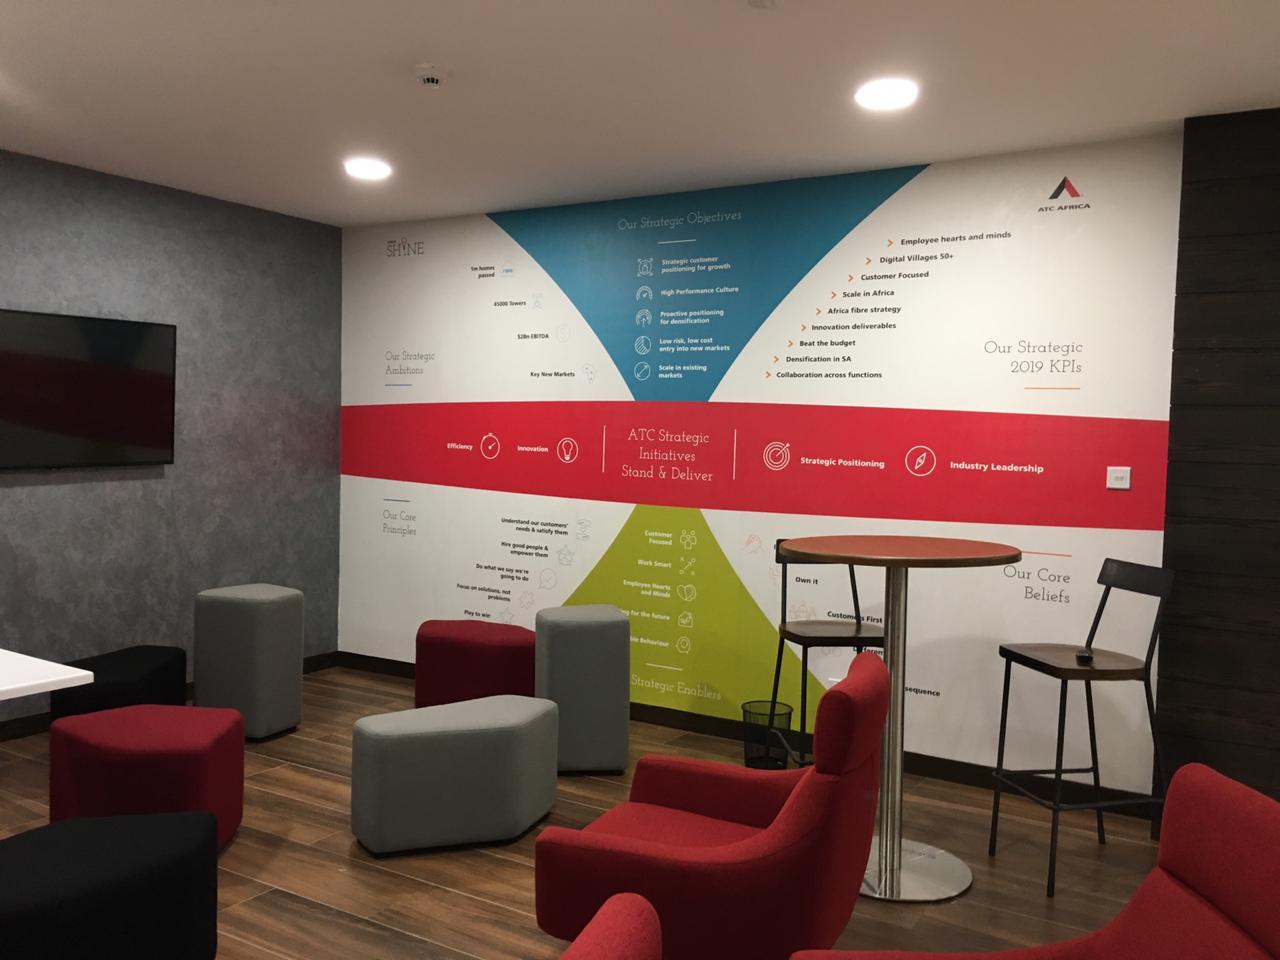 SHINE
1m homes
passed
45000 Towers
$2Bn EBITDA
Key New Markets
Our Strategic
Ambitions
Our Strategic Objectives
Strategic customer
positioning for growth
High Performance Culture
Proactive positioning
for densification
Low risk, low cost
entry into new markets
Scale in existing
markets
ATC AFRICA
Employee hearts and minds
Digital Villages 50+
Customer Focused
Scale in Africa
Africa fibre strategy
Innovation deliverables
Beat the budget
Densification in SA
Collaboration across functions
Our Strategic
2019 KPIs
Efficiency
Innovation
ATC Strategic
Initiatives
Stand & Deliver
Strategic Positioning
Industry Leadership
Our Core
Principles
Understand our customers'
needs & satisfy them
Hire good people &
empower them
Do what we say we're
going to do
Focus on solutions, not
problems
Play to win
Customer
Focused
Work Smart
Employee Hearts
and Minds
for the future
Behaviour
Strategic Enablers
Own it
First
sequence
Our Core
Beliefs